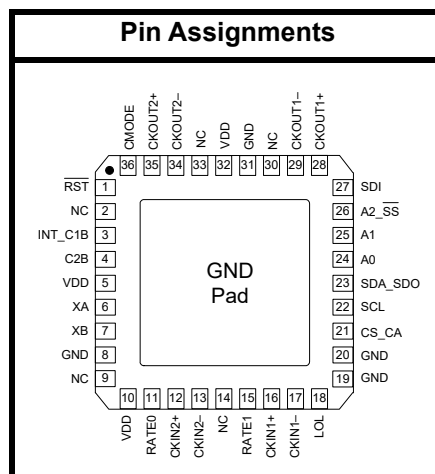 Pin Assignments
CMODE
CKOUT2+
CKOUT2–
NC
VDD
GND
NC
CKOUT1–
CKOUT1+
36 35 34 33 32 31 30 29 28
RST 1
NC 2
INT_C1B 3
C2B 4
VDD 5
XA 6
XB 7
GND 8
NC 9
GND
Pad
27 SDI
26 A2_SS
25 A1
24 A0
23 SDA_SDO
22 SCL
21 CS_CA
20 GND
19 GND
10 11 12 13 14 15 16 17 18
VDD
RATE0
CKIN2+
CKIN2–
NC
RATE1
CKIN1+
CKIN1–
LOL